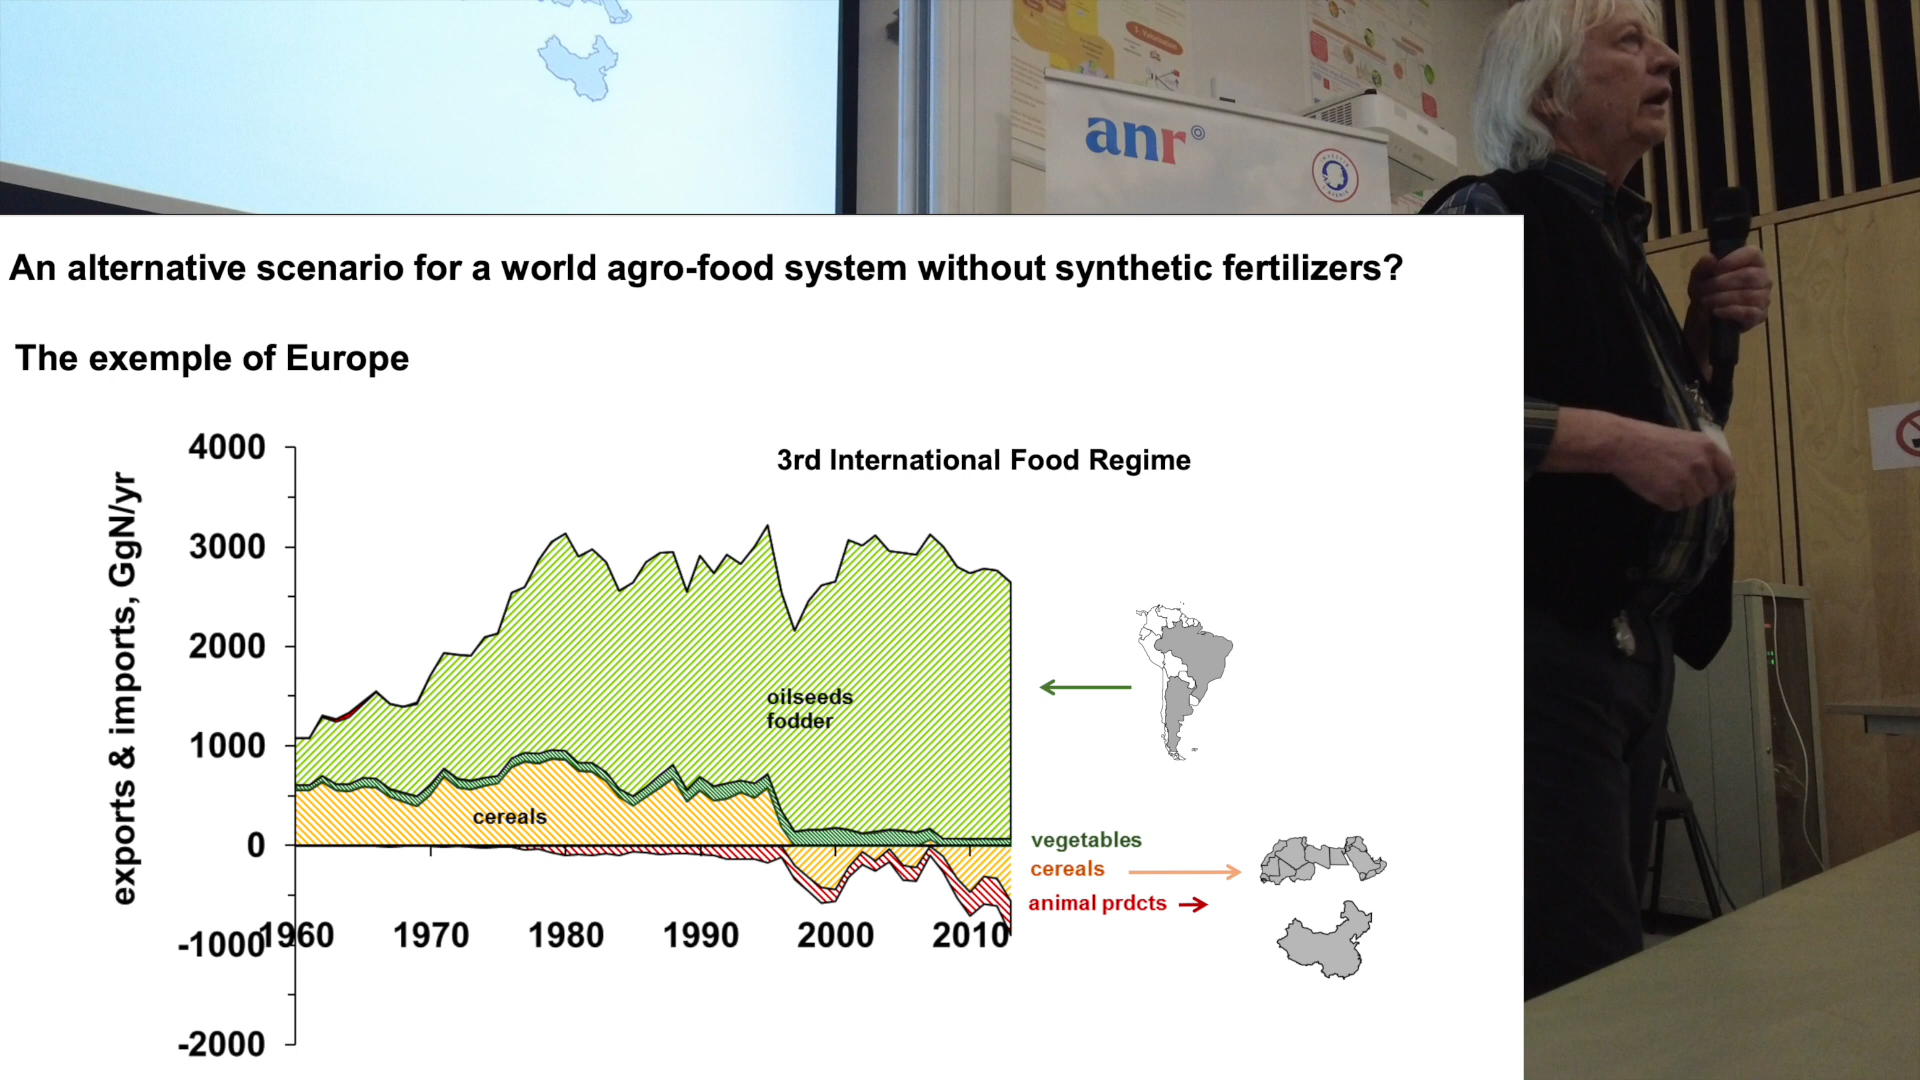 anr
An alternative scenario for a world agro-food system without synthetic fertilizers?
The exemple of Europe
3rd International Food Regime
exports & imports, GgN/yr
4000
3000
2000
1000
0
-1000
-2000
1960 1970 1980 1990 2000 2010
oilseeds
fodder
cereals
vegetables
cereals
animal prdcts